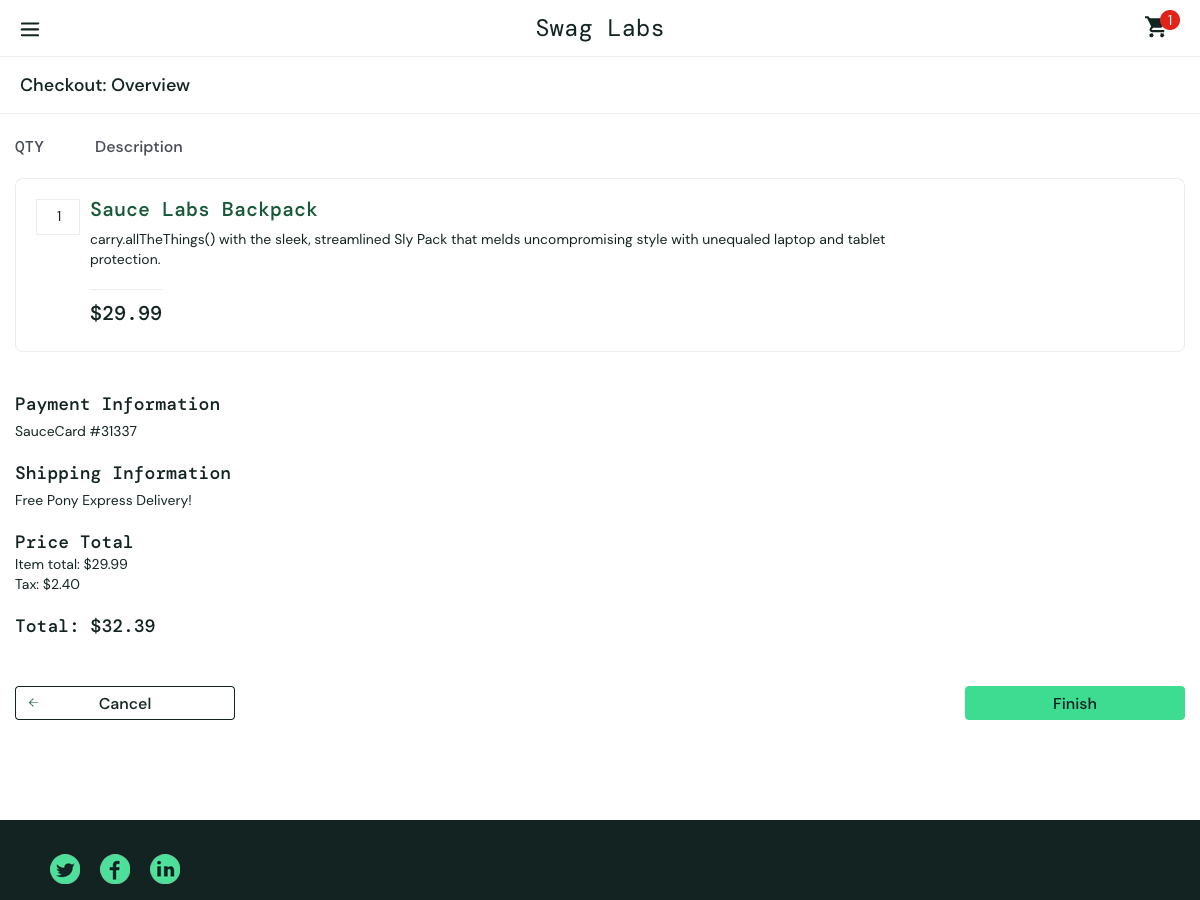 Swag Labs
1
Checkout: Overview
QTY
Description
1
Sauce Labs Backpack
carry.allTheThings() with the sleek, streamlined Sly Pack that melds uncompromising style with unequaled laptop and tablet
protection.
$29.99
Payment Information
SauceCard #31337
Shipping Information
Free Pony Express Delivery!
Price Total
Item total: $29.99
Tax: $2.40
Total: $32.39
Cancel
Finish